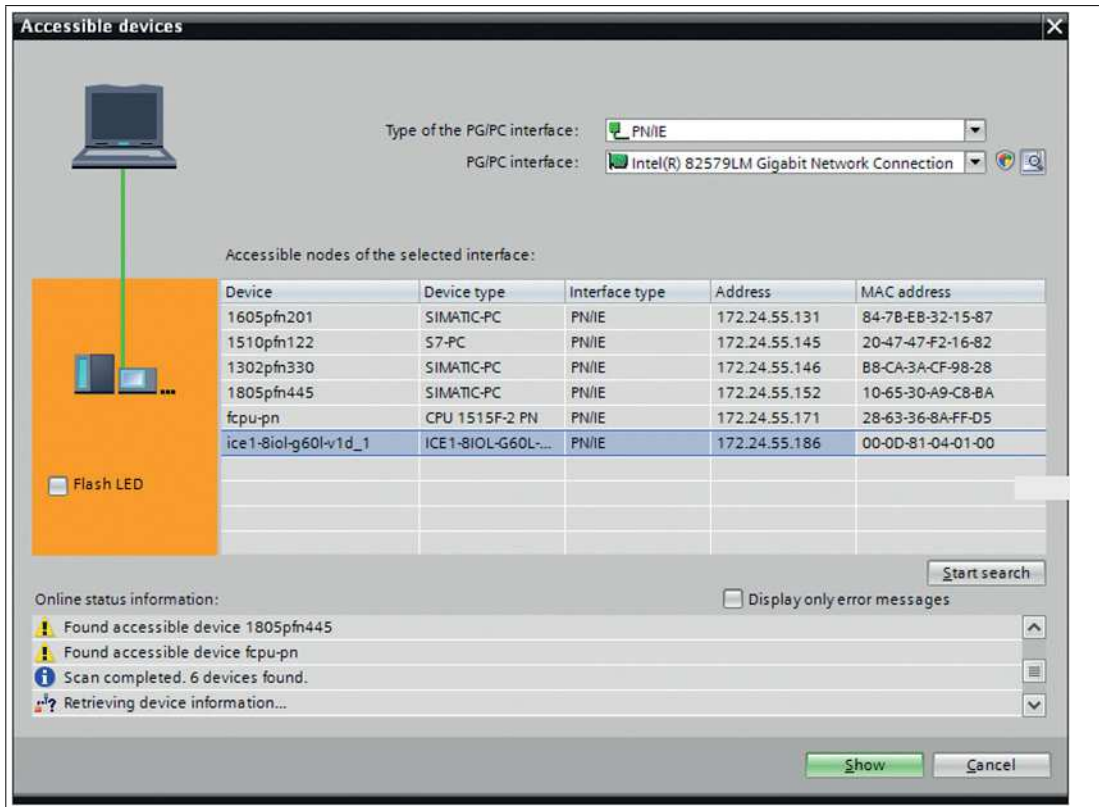 Accessible devices
Type of the PG/PC interface: PN/IE
PG/PC interface: Intel(R) 82579LM Gigabit Network Connection
Accessible nodes of the selected interface:
Device Device type Interface type Address MAC address
1605pfn201 SIMATIC-PC PN/IE 172.24.55.131 84-7B-EB-32-15-87
1510pfn122 S7-PC PN/IE 172.24.55.145 20-47-47-F2-16-82
1302pfn330 SIMATIC-PC PN/IE 172.24.55.146 B8-CA-3A-CF-98-28
1805pfn445 SIMATIC-PC PN/IE 172.24.55.152 10-65-30-A9-C8-BA
fcpu-pn CPU 1515F-2 PN PN/IE 172.24.55.171 28-63-36-8A-FF-D5
ice1-8iol-g60l-v1d_1 ICE1-8IOL-G60L-... PN/IE 172.24.55.186 00-0D-81-04-01-00
Flash LED
Start search
Online status information: Display only error messages
Found accessible device 1805pfn445
Found accessible device fcpu-pn
Scan completed. 6 devices found.
Retrieving device information...
Show Cancel